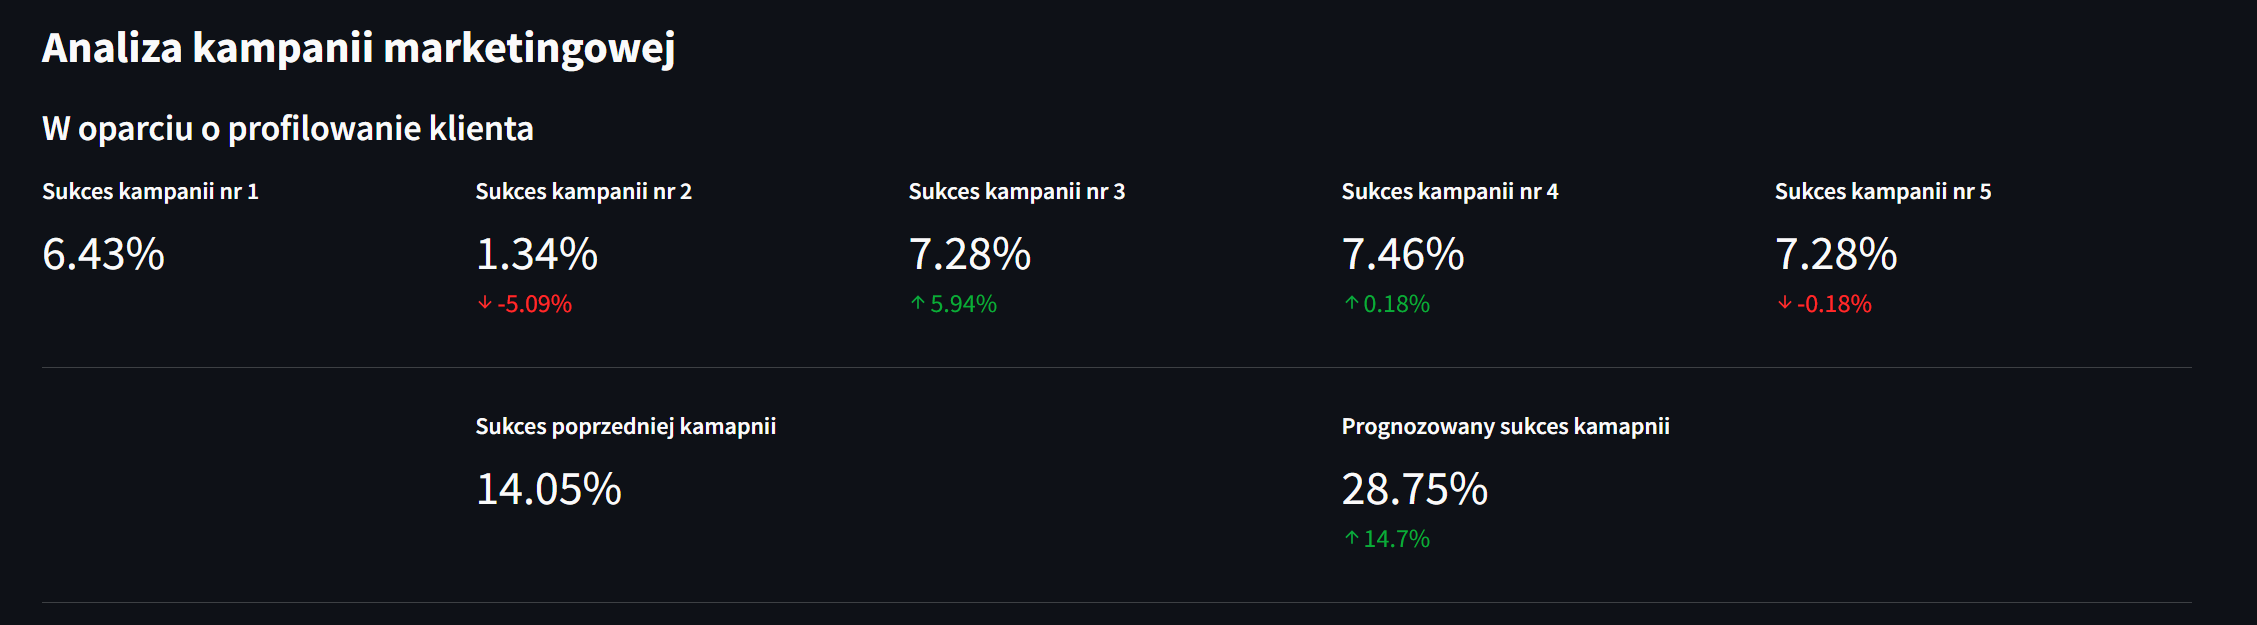 Analiza kampanii marketingowej
W oparciu o profilowanie klienta
Sukces kampanii nr 1
6.43%
Sukces kampanii nr 2
1.34%
↓ -5.09%
Sukces kampanii nr 3
7.28%
↑ 5.94%
Sukces kampanii nr 4
7.46%
↑ 0.18%
Sukces kampanii nr 5
7.28%
↓ -0.18%
Sukces poprzedniej kamapnii
14.05%
Prognozowany sukces kamapnii
28.75%
↑ 14.7%